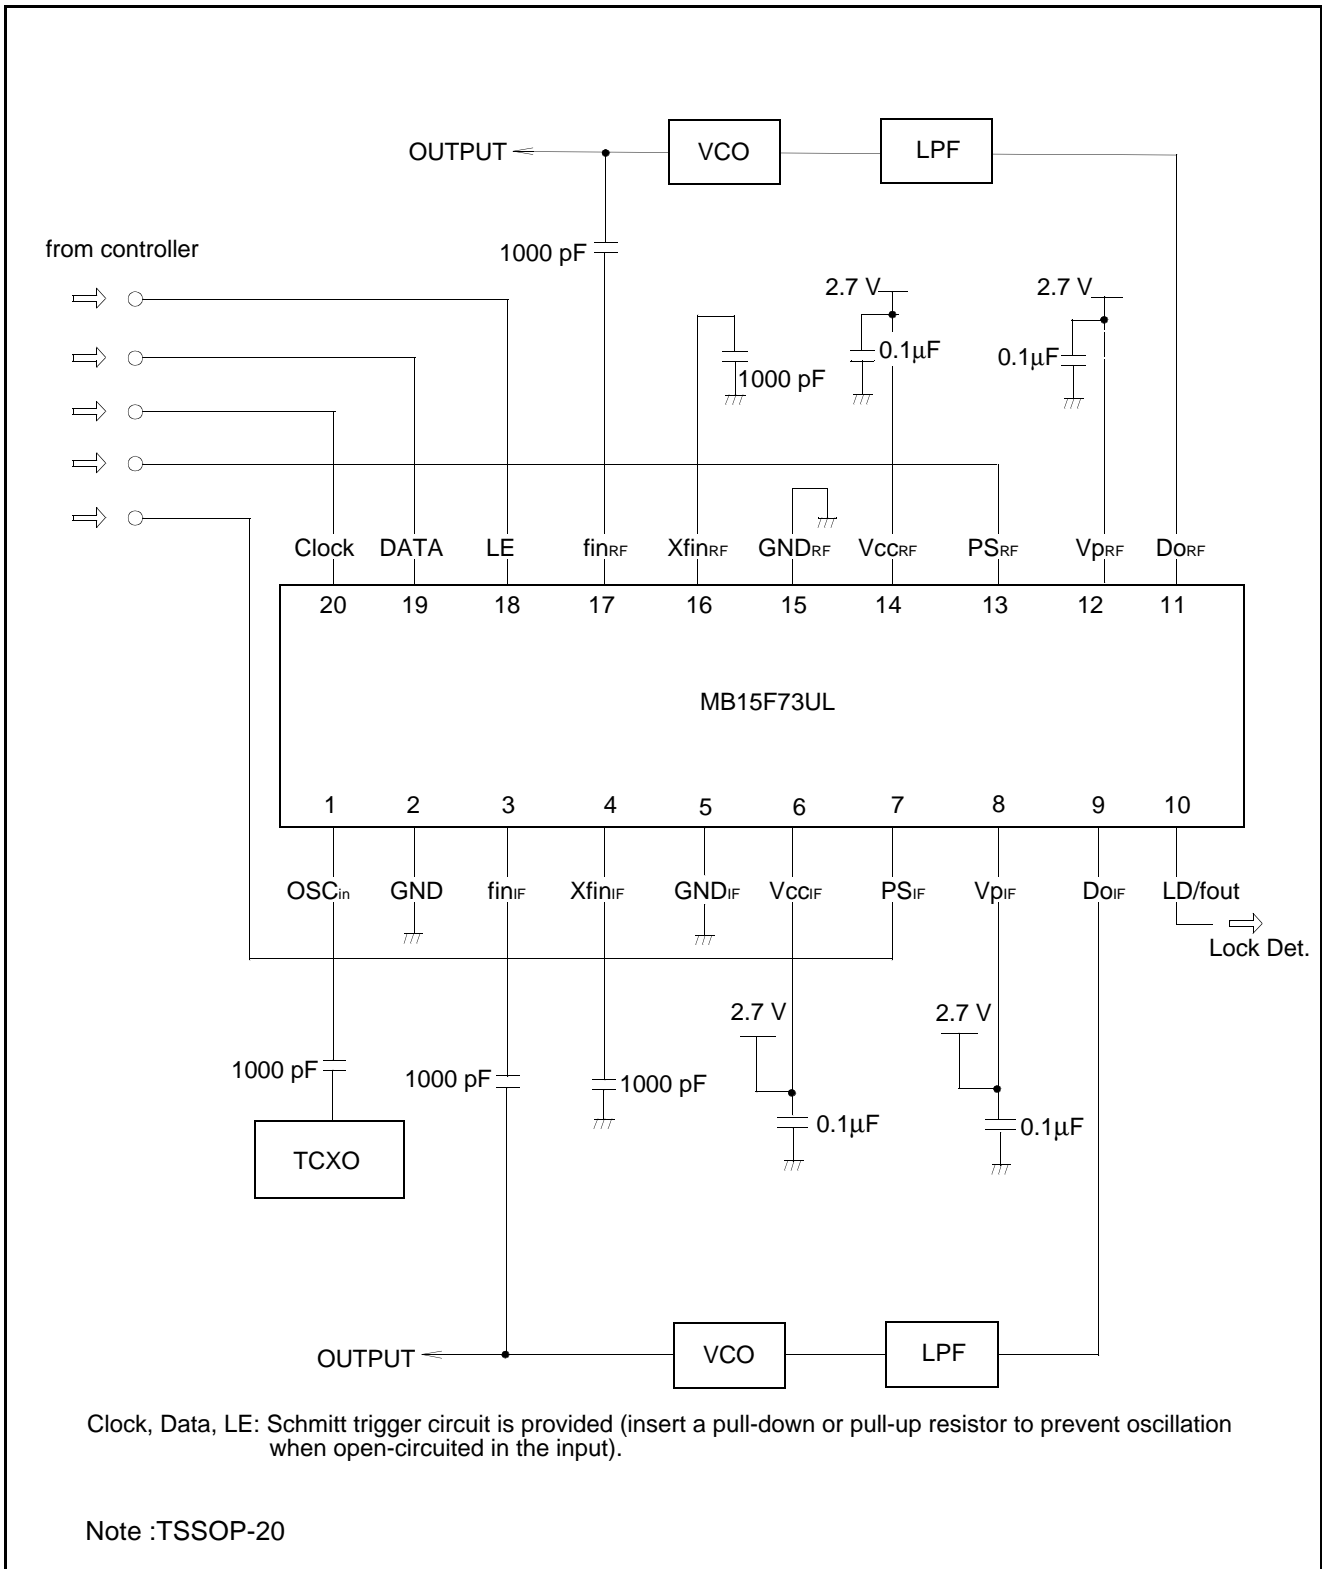 OUTPUT
VCO
LPF
from controller
1000 pF
2.7 V
2.7 V
0.1µF
0.1µF
1000 pF
Clock DATA LE finRF XfinRF GNDRF VccRF PSRF VpRF DoRF
20 19 18 17 16 15 14 13 12 11
MB15F73UL
1 2 3 4 5 6 7 8 9 10
OSCin GND finIF XfinIF GNDIF VccIF PSIF VpIF DoIF LD/fout
Lock Det.
2.7 V
2.7 V
1000 pF
1000 pF
1000 pF
0.1µF
0.1µF
TCXO
OUTPUT
VCO
LPF
Clock, Data, LE: Schmitt trigger circuit is provided (insert a pull-down or pull-up resistor to prevent oscillation
when open-circuited in the input).
Note :TSSOP-20